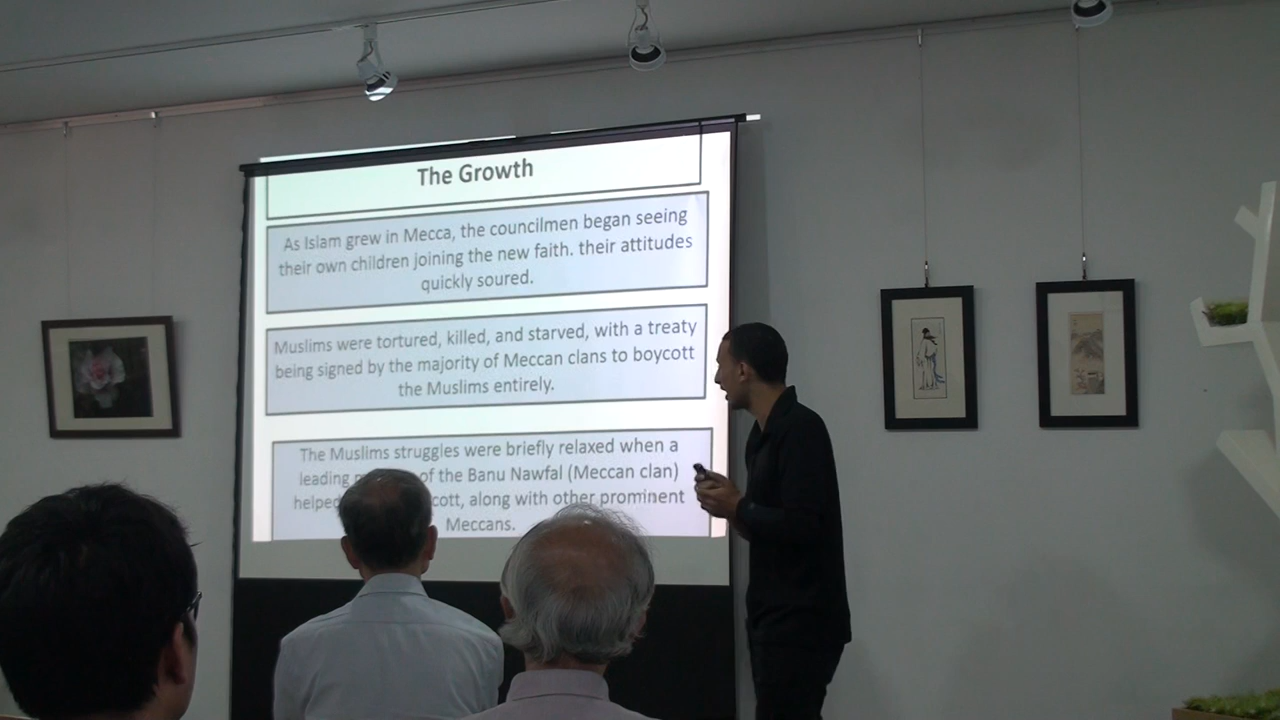 The Growth
As Islam grew in Mecca, the councilmen began seeing
their own children joining the new faith. their attitudes
quickly soured.
Muslims were tortured, killed, and starved, with a treaty
being signed by the majority of Meccan clans to boycott
the Muslims entirely.
The Muslims struggles were briefly relaxed when a
leading of the Banu Nawfal (Meccan clan)
helped cott, along with other prominent
Meccans.